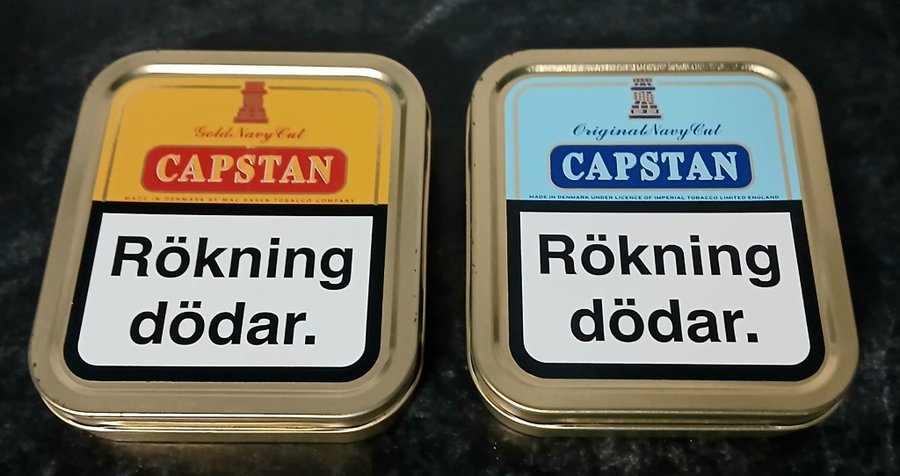 Gold Navy Cut
CAPSTAN
MADE IN DENMARK BY MAC BAREN TOBACCO COMPANY
Rökning
dödar.
Original Navy Cut
CAPSTAN
MADE IN DENMARK UNDER LICENCE OF IMPERIAL TOBACCO LIMITED ENGLAND
Rökning
dödar.